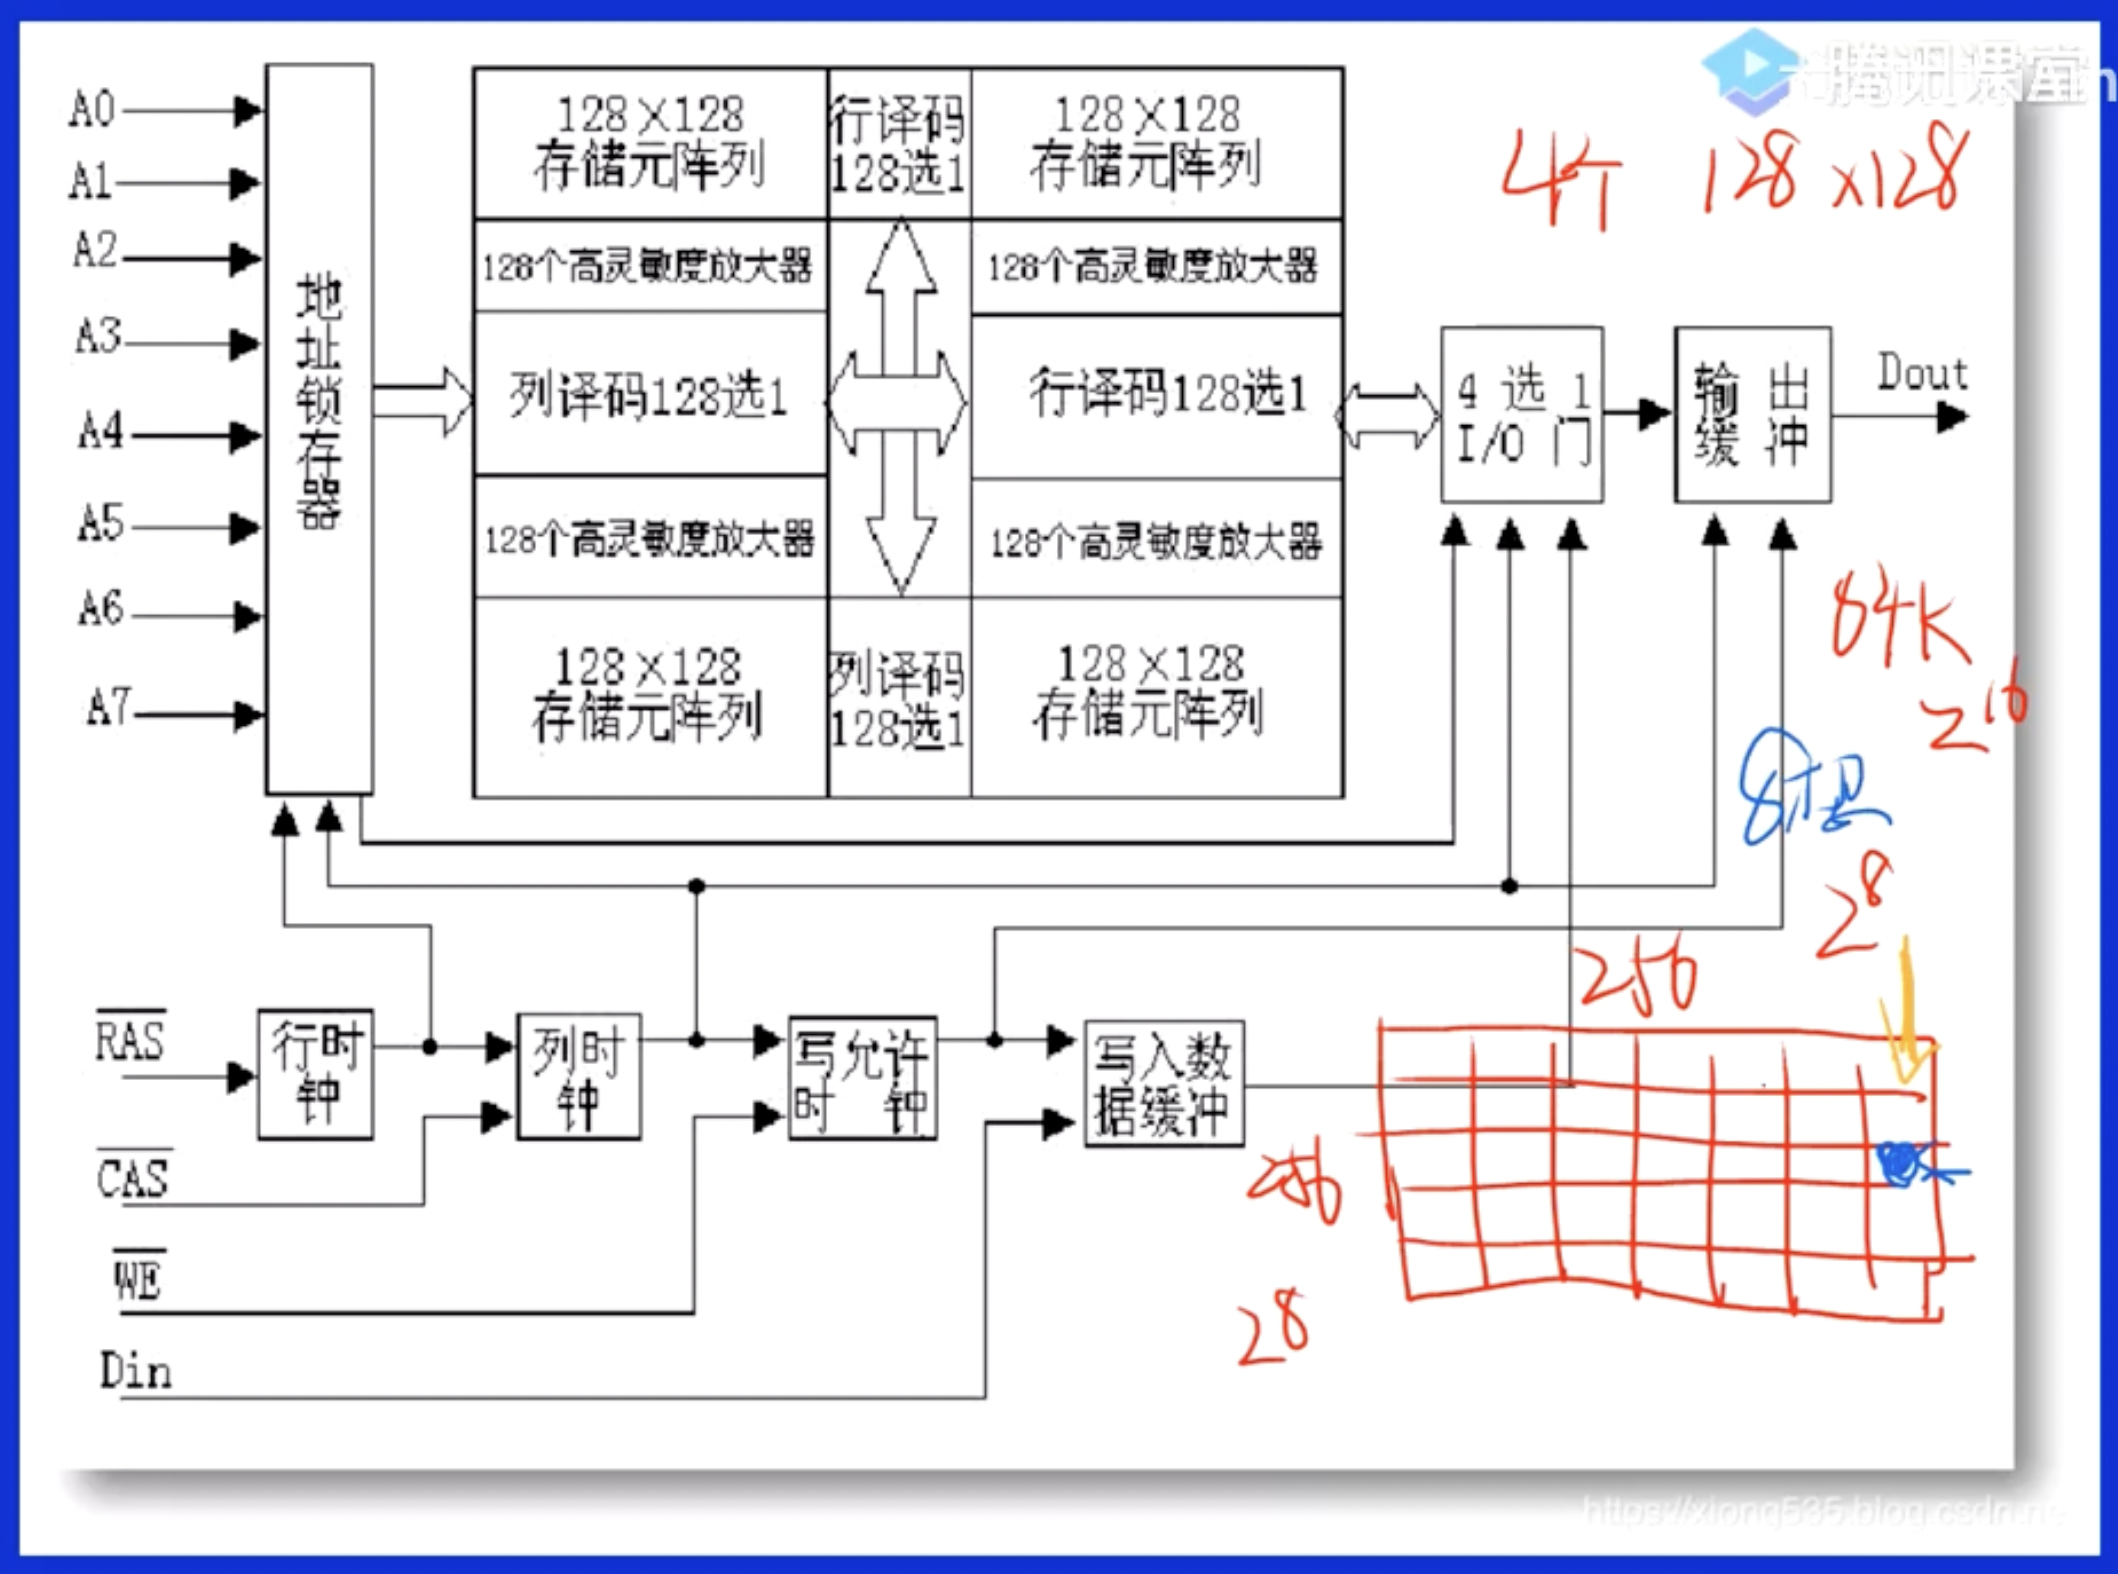 腾讯课堂
A0
A1
A2
A3
A4
A5
A6
A7
地址锁存器
128×128
存储元阵列
行译码
128选1
128×128
存储元阵列
128个高灵敏度放大器
128个高灵敏度放大器
列译码128选1
行译码128选1
128个高灵敏度放大器
128个高灵敏度放大器
128×128
存储元阵列
列译码
128选1
128×128
存储元阵列
4 选 1
I/O 门
输 出
缓 冲
Dout
4个 128×128
64K
2^16
8根
2^8
256
256
2^8
RAS
行时
钟
列时
钟
写允许
时 钟
写入数
据缓冲
CAS
WE
Din
https://xiong535.blog.csdn.ne